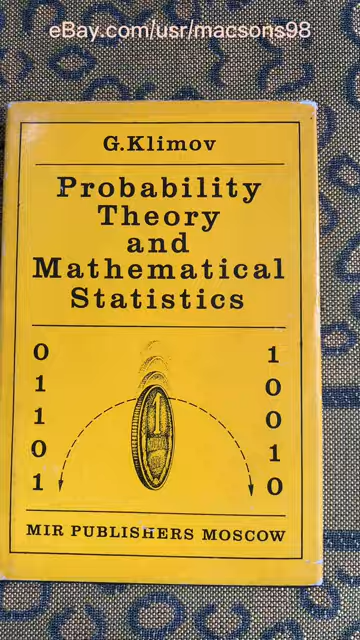 eBay.com/usr/macsons98
G.Klimov
Probability
Theory
and
Mathematical
Statistics
0 1
1 0
1 0
0 1
1 0
1
MIR PUBLISHERS MOSCOW